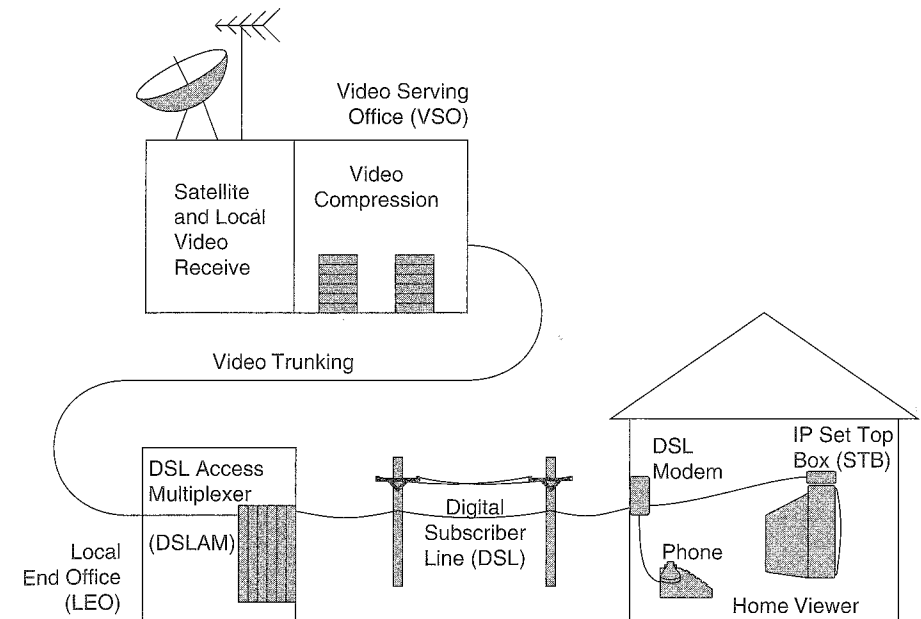 Video Serving
Office (VSO)
Satellite
and Local
Video
Receive
Video
Compression
Video Trunking
DSL Access
Multiplexer
(DSLAM)
Local
End Office
(LEO)
Digital
Subscriber
Line (DSL)
DSL
Modem
IP Set Top
Box (STB)
Phone
Home Viewer